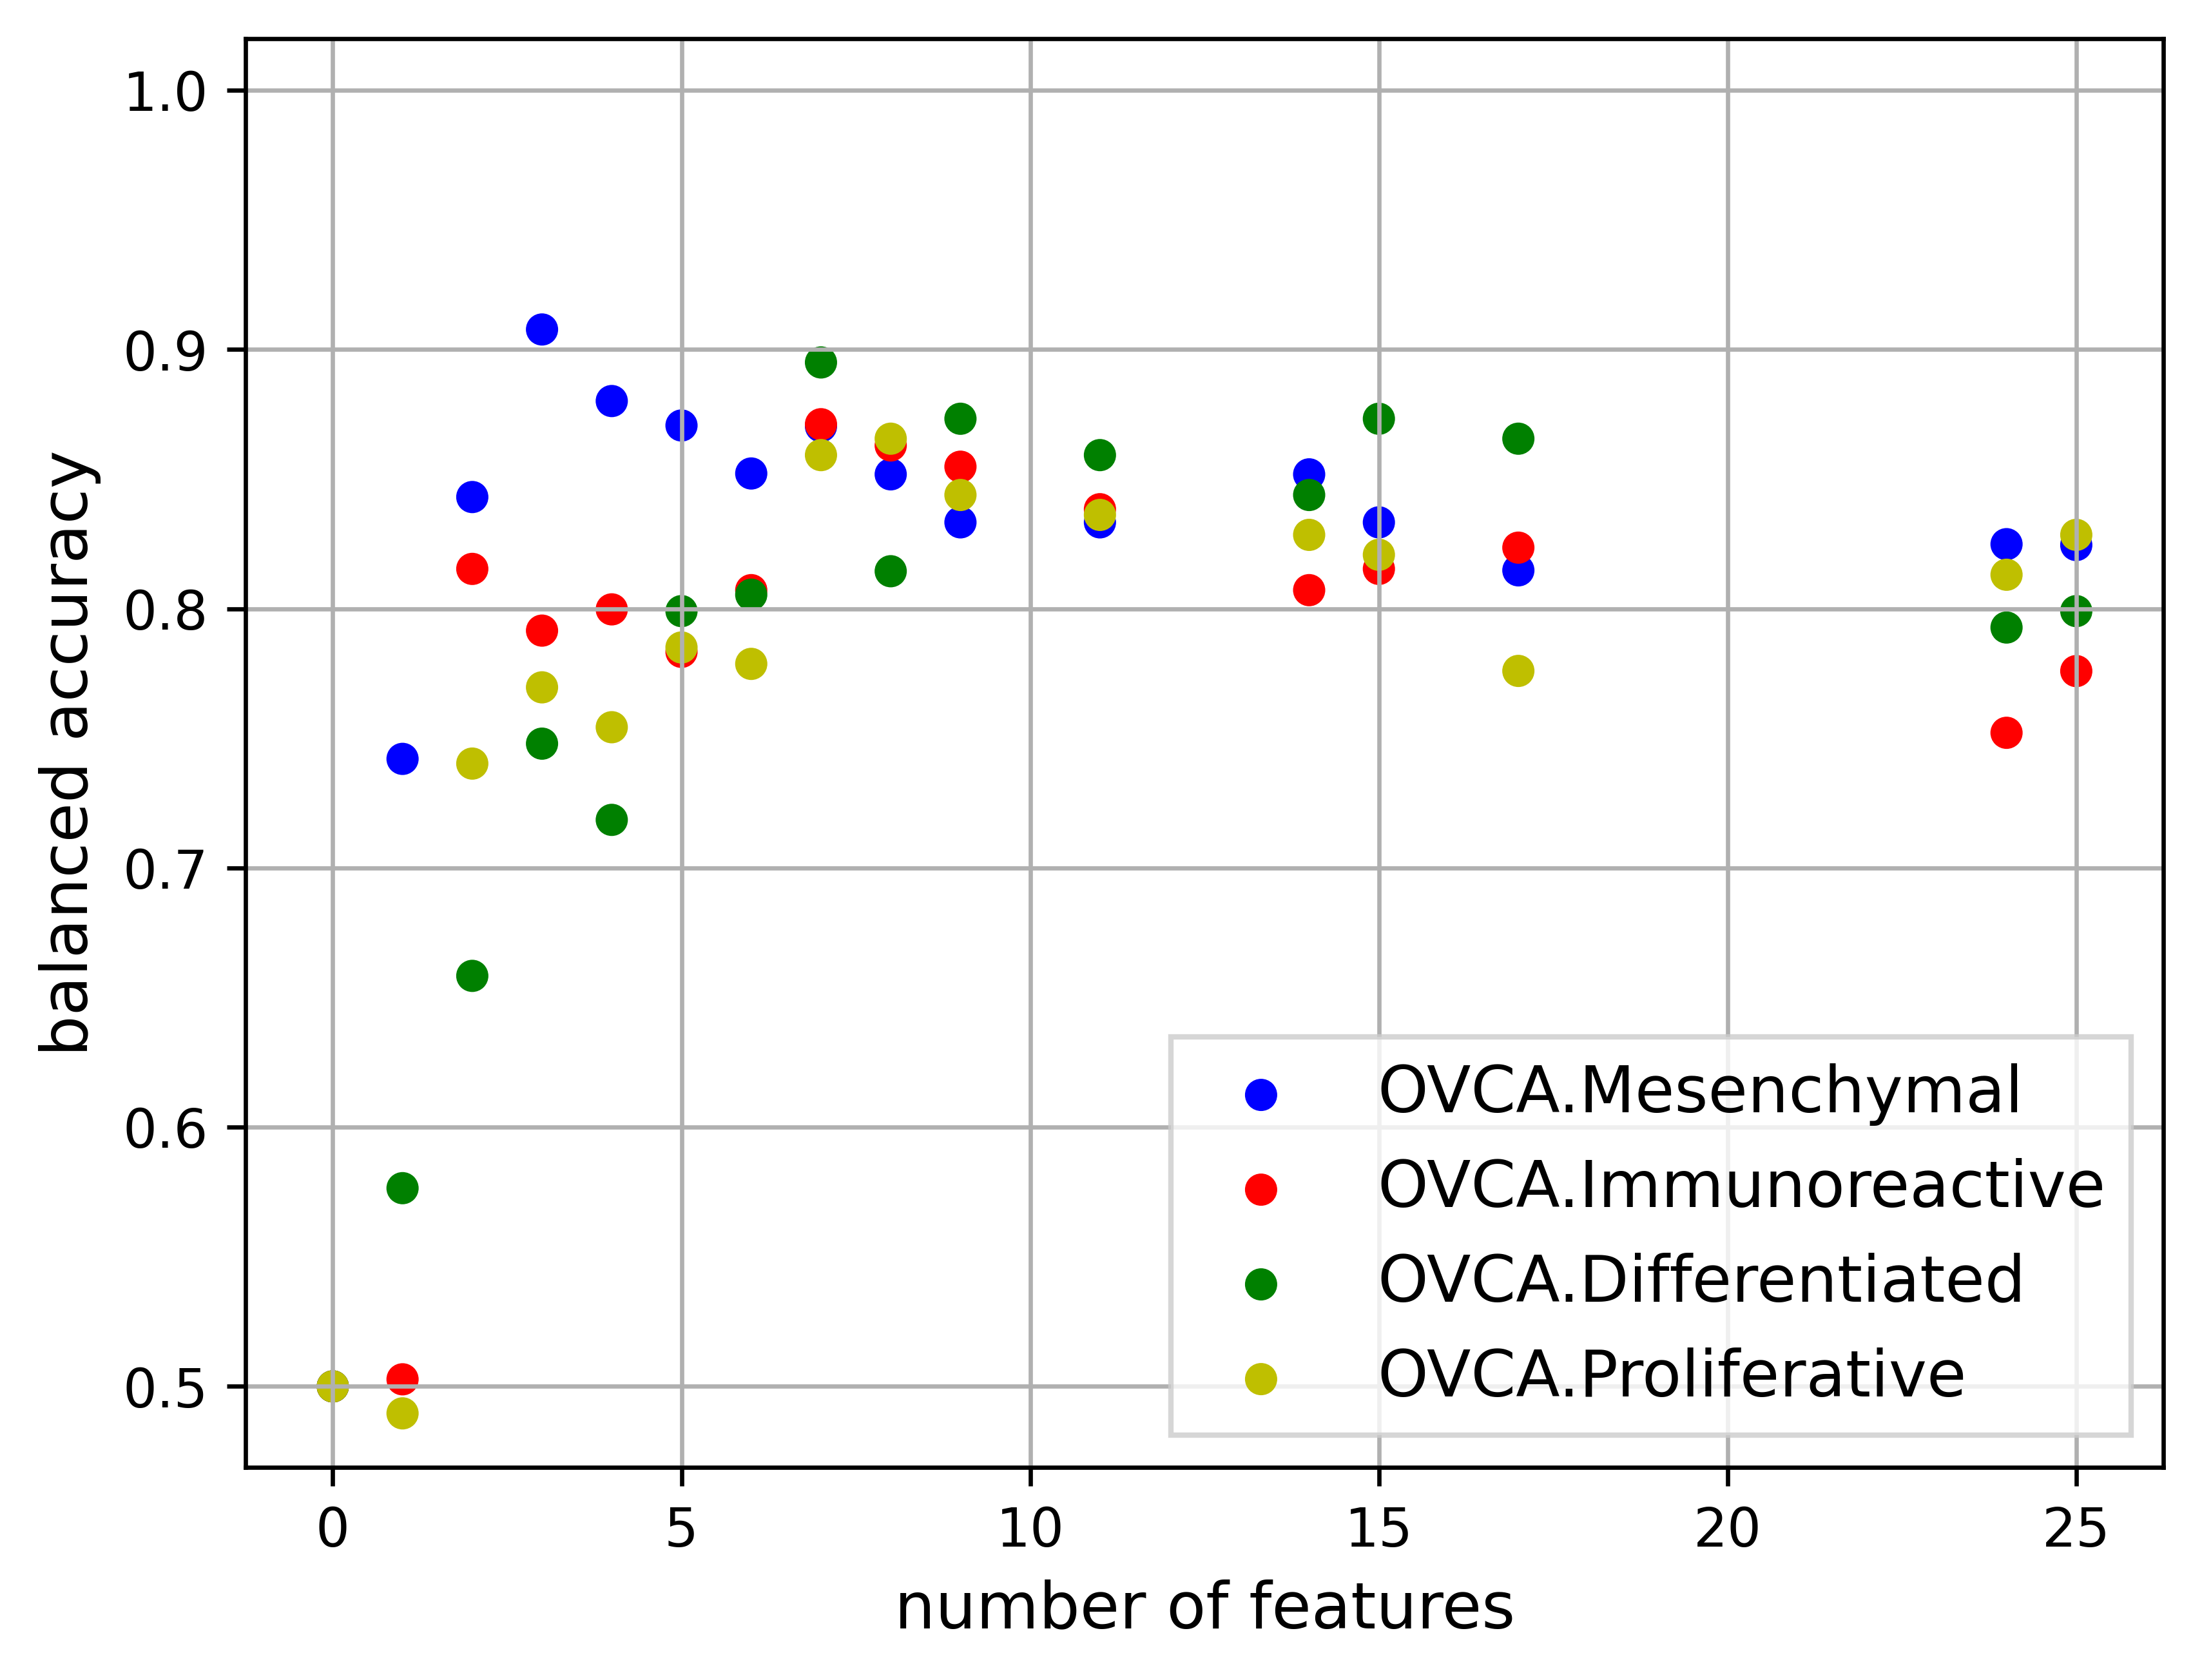 1.0
0.9
0.8
0.7
0.6
0.5
balanced accuracy
OVCA.Mesenchymal
OVCA.Immunoreactive
OVCA.Differentiated
OVCA.Proliferative
0 5 10 15 20 25
number of features